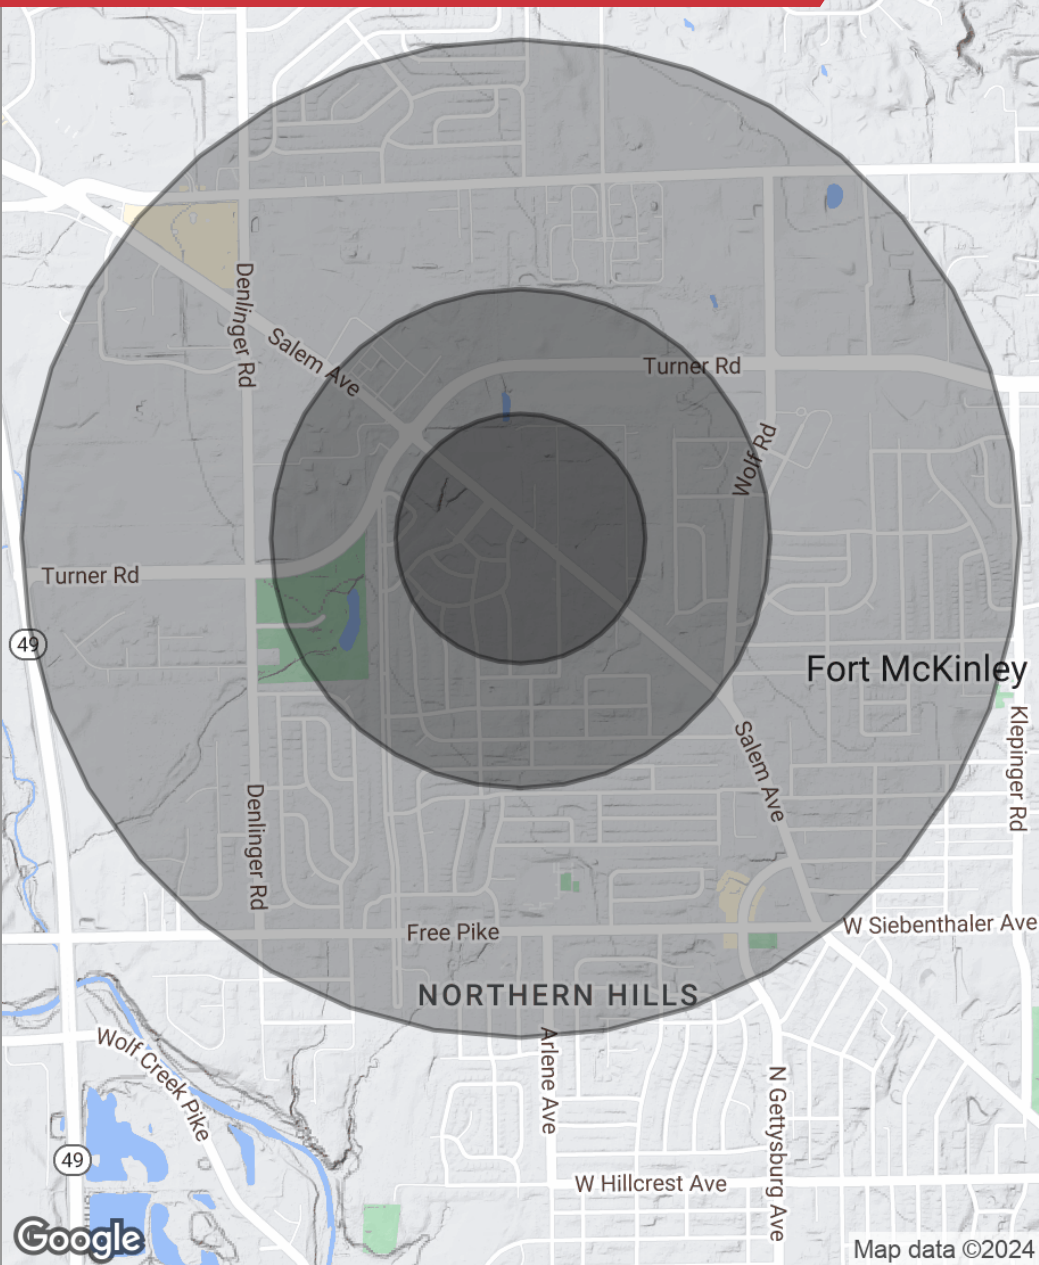 Denlinger Rd
Salem Ave
Turner Rd
Wolf Rd
Turner Rd
49
Fort McKinley
Klepinger Rd
Salem Ave
Denlinger Rd
Free Pike
W Siebenthaler Ave
NORTHERN HILLS
Wolf Creek Pike
Arlene Ave
N Gettysburg Ave
49
W Hillcrest Ave
Google
Map data ©2024